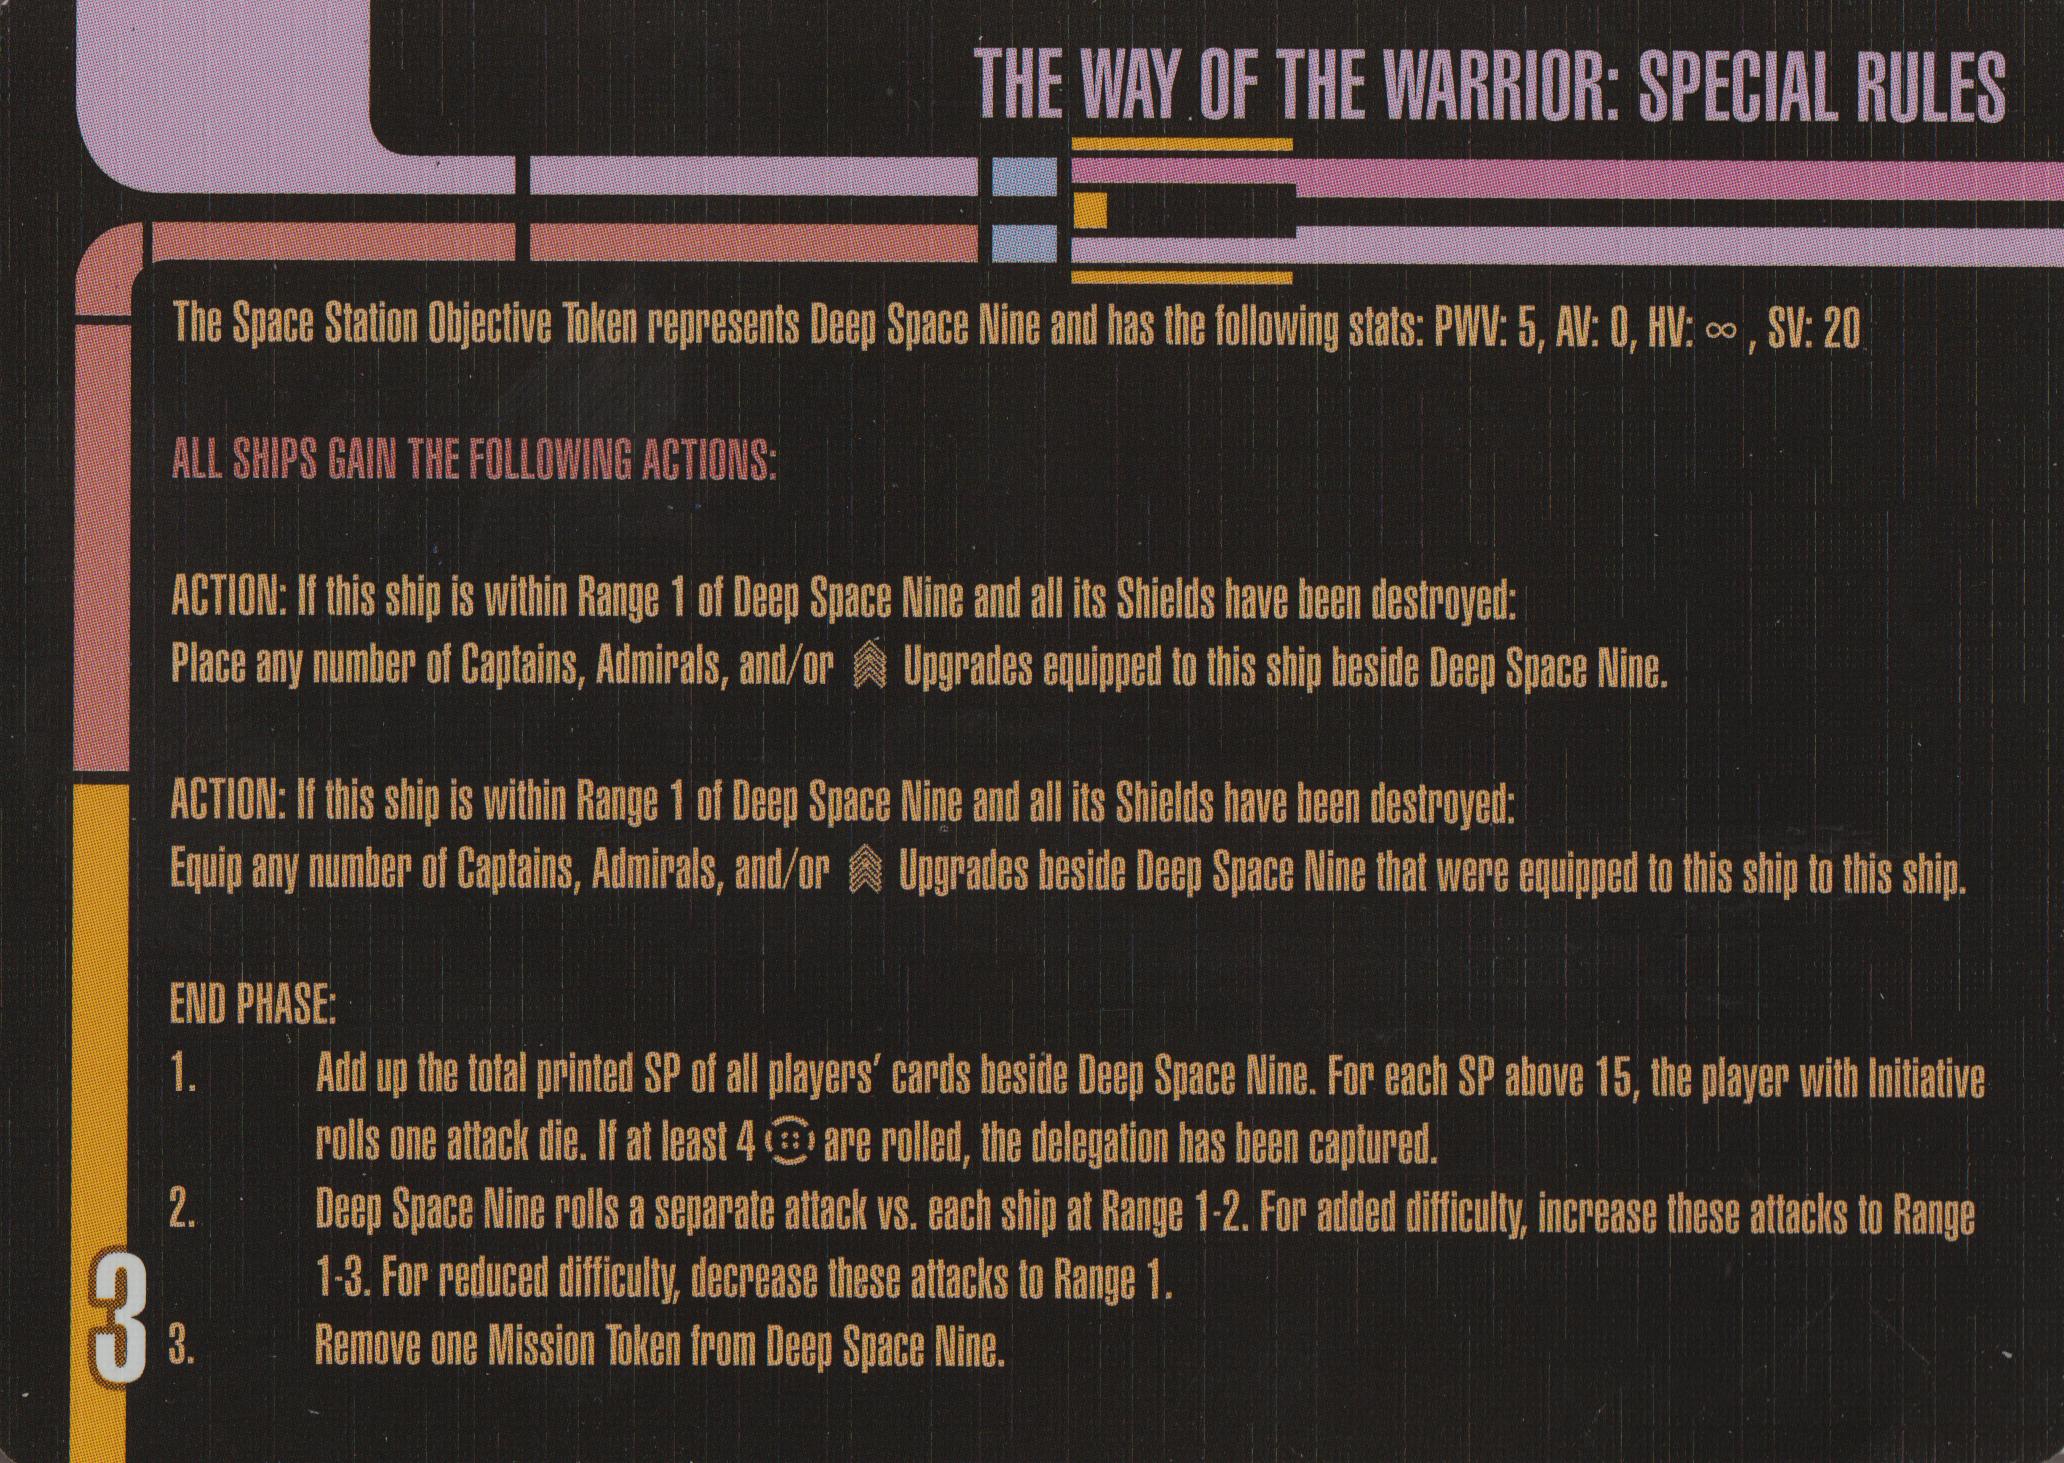 THE WAY OF THE WARRIOR: SPECIAL RULES
The Space Station Objective Token represents Deep Space Nine and has the following stats: PWV: 5, AV: 0, HV: ∞ , SV: 20
ALL SHIPS GAIN THE FOLLOWING ACTIONS:
ACTION: If this ship is within Range 1 of Deep Space Nine and all its Shields have been destroyed:
Place any number of Captains, Admirals, and/or Upgrades equipped to this ship beside Deep Space Nine.
ACTION: If this ship is within Range 1 of Deep Space Nine and all its Shields have been destroyed:
Equip any number of Captains, Admirals, and/or Upgrades beside Deep Space Nine that were equipped to this ship to this ship.
END PHASE:
1. Add up the total printed SP of all players' cards beside Deep Space Nine. For each SP above 15, the player with Initiative
rolls one attack die. If at least 4 are rolled, the delegation has been captured.
2. Deep Space Nine rolls a separate attack vs. each ship at Range 1-2. For added difficulty, increase these attacks to Range
1-3. For reduced difficulty, decrease these attacks to Range 1.
3. Remove one Mission Token from Deep Space Nine.
3